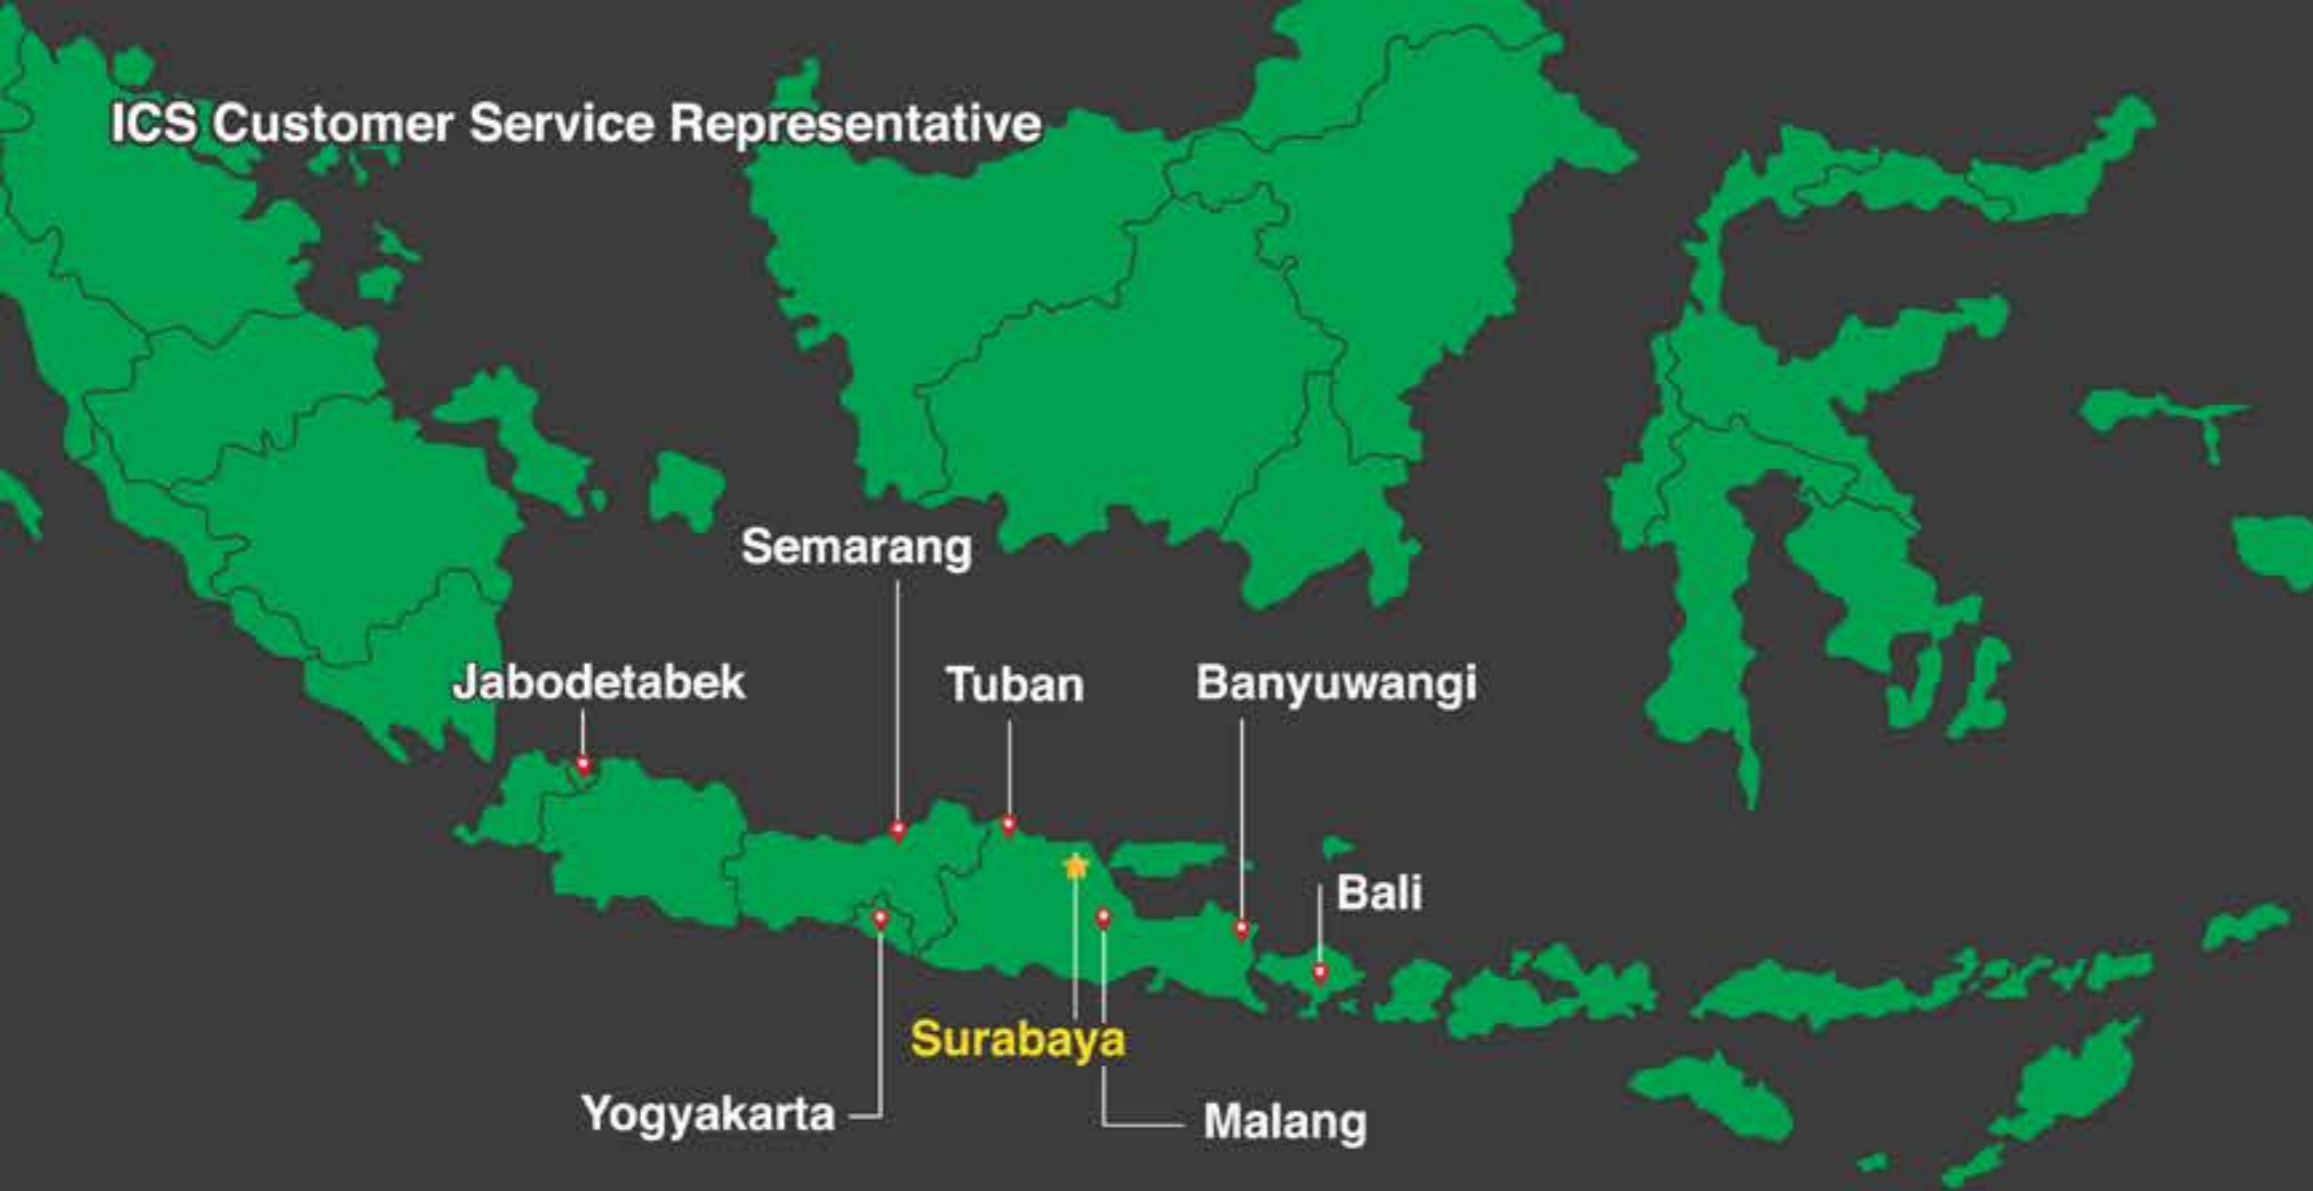 ICS Customer Service Representative
Semarang
Jabodetabek
Tuban
Banyuwangi
Bali
Surabaya
Yogyakarta
Malang